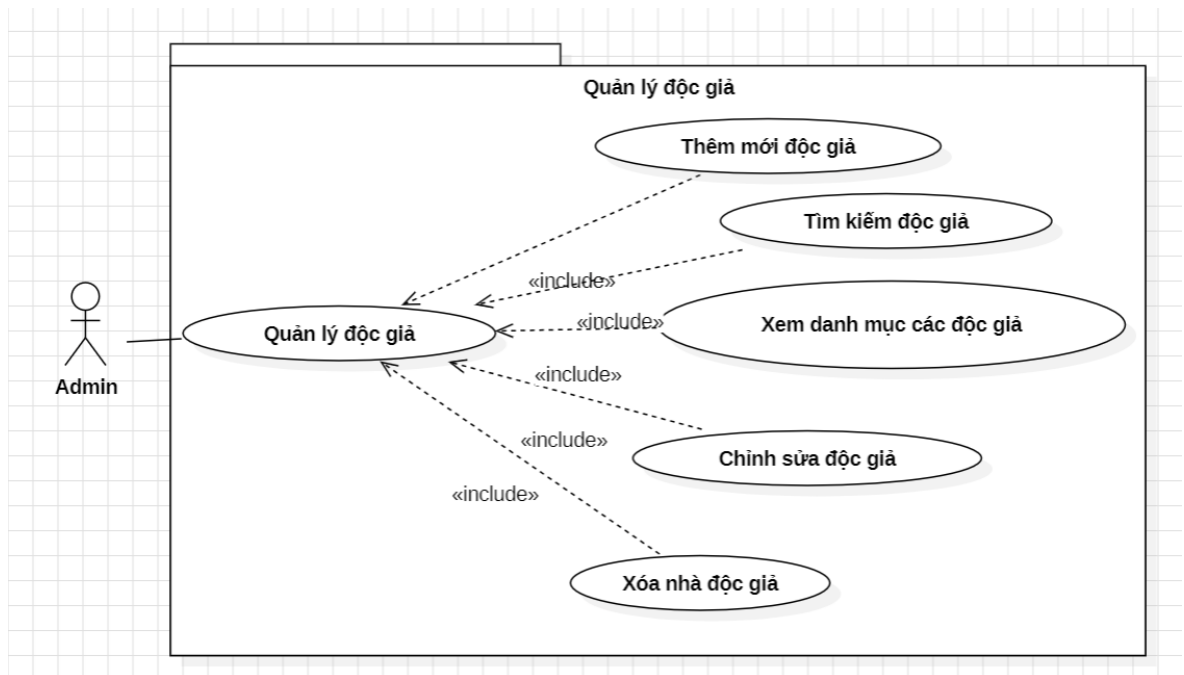 Quản lý độc giả
Thêm mới độc giả
Tìm kiếm độc giả
«include»
Xem danh mục các độc giả
«include»
Quản lý độc giả
«include»
Admin
«include»
Chỉnh sửa độc giả
«include»
Xóa nhà độc giả